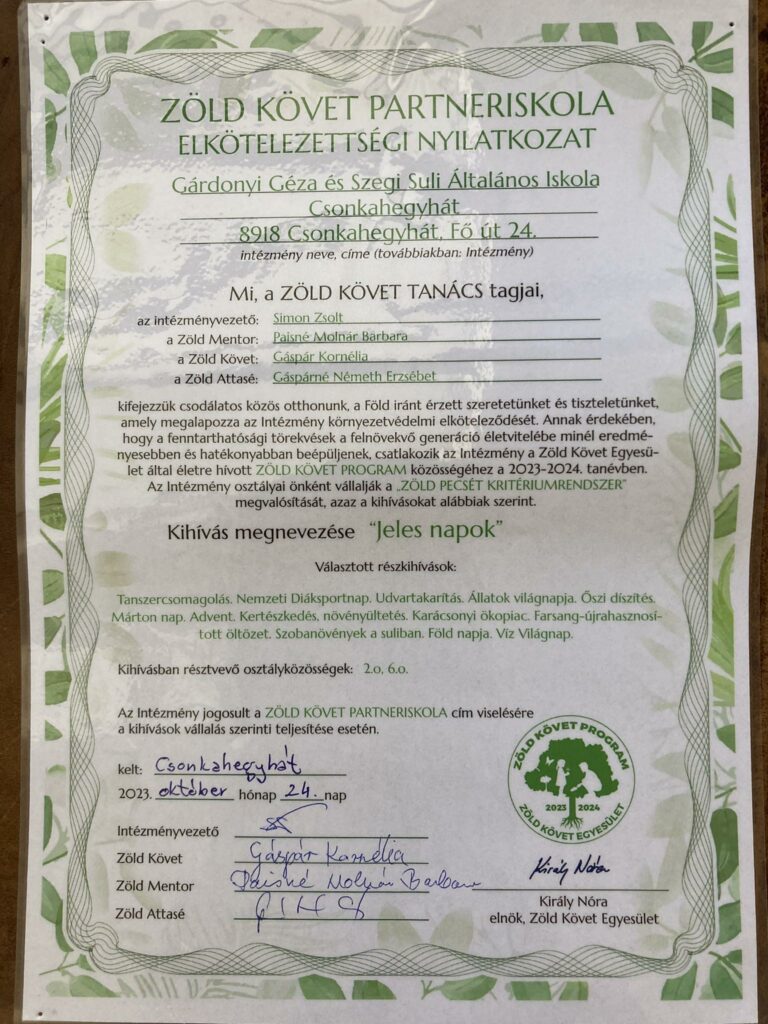 ZÖLD KÖVET PARTNERISKOLA
ELKÖTELEZETTSÉGI NYILATKOZAT
Gárdonyi Géza és Szegi Suli Általános Iskola
Csonkahegyhát
8918 Csonkahegyhát, Fő út 24.
intézmény neve, címe (továbbiakban: Intézmény)
Mi, a ZÖLD KÖVET TANÁCS tagjai,
az intézményvezető: Simon Zsolt
a Zöld Mentor: Paisné Molnár Barbara
a Zöld Követ: Gáspár Kornélia
a Zöld Attasé: Gáspárné Németh Erzsébet
kifejezzük csodálatos közös otthonunk, a Föld iránt érzett szeretetünket és tiszteletünket,
amely megalapozza az Intézmény környezetvédelmi elköteleződését. Annak érdekében,
hogy a fenntarthatósági törekvések a felnövekvő generáció életvitelébe minél eredmé-
nyesebben és hatékonyabban beépüljenek, csatlakozik az Intézmény a Zöld Követ Egyesü-
let által életre hívott ZÖLD KÖVET PROGRAM közösségéhez a 2023-2024. tanévben.
Az Intézmény osztályai önként vállalják a „ZÖLD PECSÉT KRITÉRIUMRENDSZER”
megvalósítását, azaz a kihívásokat alábbiak szerint.
Kihívás megnevezése “Jeles napok”
Választott részkihívások:
Tanszercsomagolás. Nemzeti Diáksportnap. Udvartakarítás. Állatok világnapja. Őszi díszítés.
Márton nap. Advent. Kertészkedés, növényültetés. Karácsonyi ökopiac. Farsang-újrahasznosí-
tott öltözet. Szobanövények a suliban. Föld napja. Víz Világnap.
Kihívásban résztvevő osztályközösségek: 2.o, 6.o.
Az Intézmény jogosult a ZÖLD KÖVET PARTNERISKOLA cím viselésére
a kihívások vállalás szerinti teljesítése esetén.
kelt: Csonkahegyhát
2023. október hónap 24. nap
Intézményvezető
Zöld Követ Gáspár Kornélia
Zöld Mentor Paisné Molnár Barbara
Zöld Attasé
ZÖLD KÖVET PROGRAM
2023 2024
ZÖLD KÖVET EGYESÜLET
Király Nóra
Király Nóra
elnök, Zöld Követ Egyesület